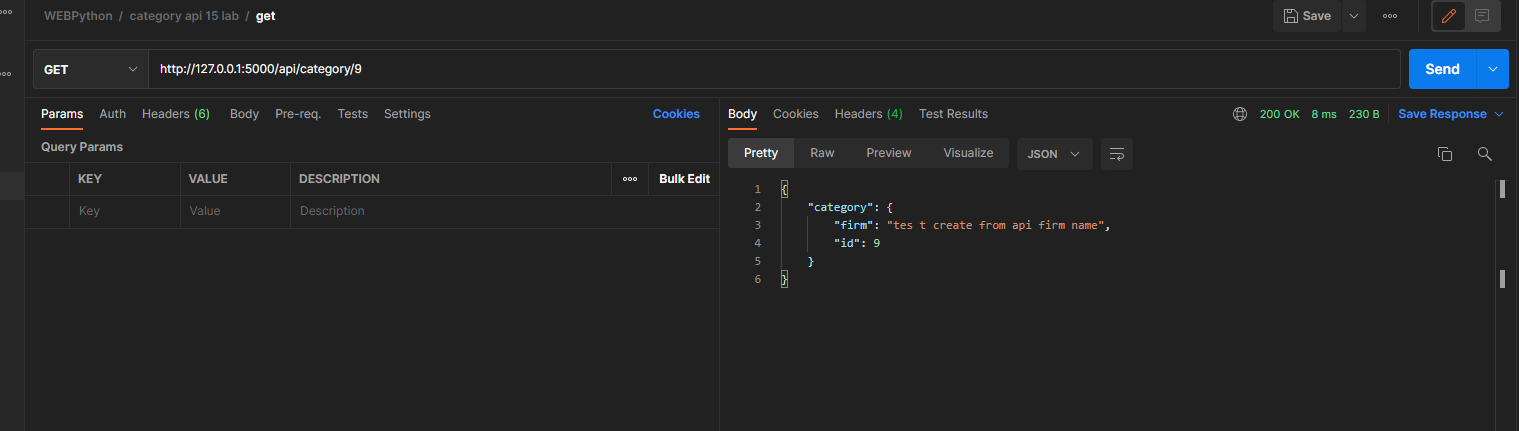 WEBPython / category api 15 lab / get
Save
GET
http://127.0.0.1:5000/api/category/9
Send
Params Auth Headers (6) Body Pre-req. Tests Settings Cookies
Query Params
KEY VALUE DESCRIPTION Bulk Edit
Key Value Description
Body Cookies Headers (4) Test Results 200 OK 8 ms 230 B Save Response
Pretty Raw Preview Visualize JSON
1 {
2 "category": {
3 "firm": "tes t create from api firm name",
4 "id": 9
5 }
6 }